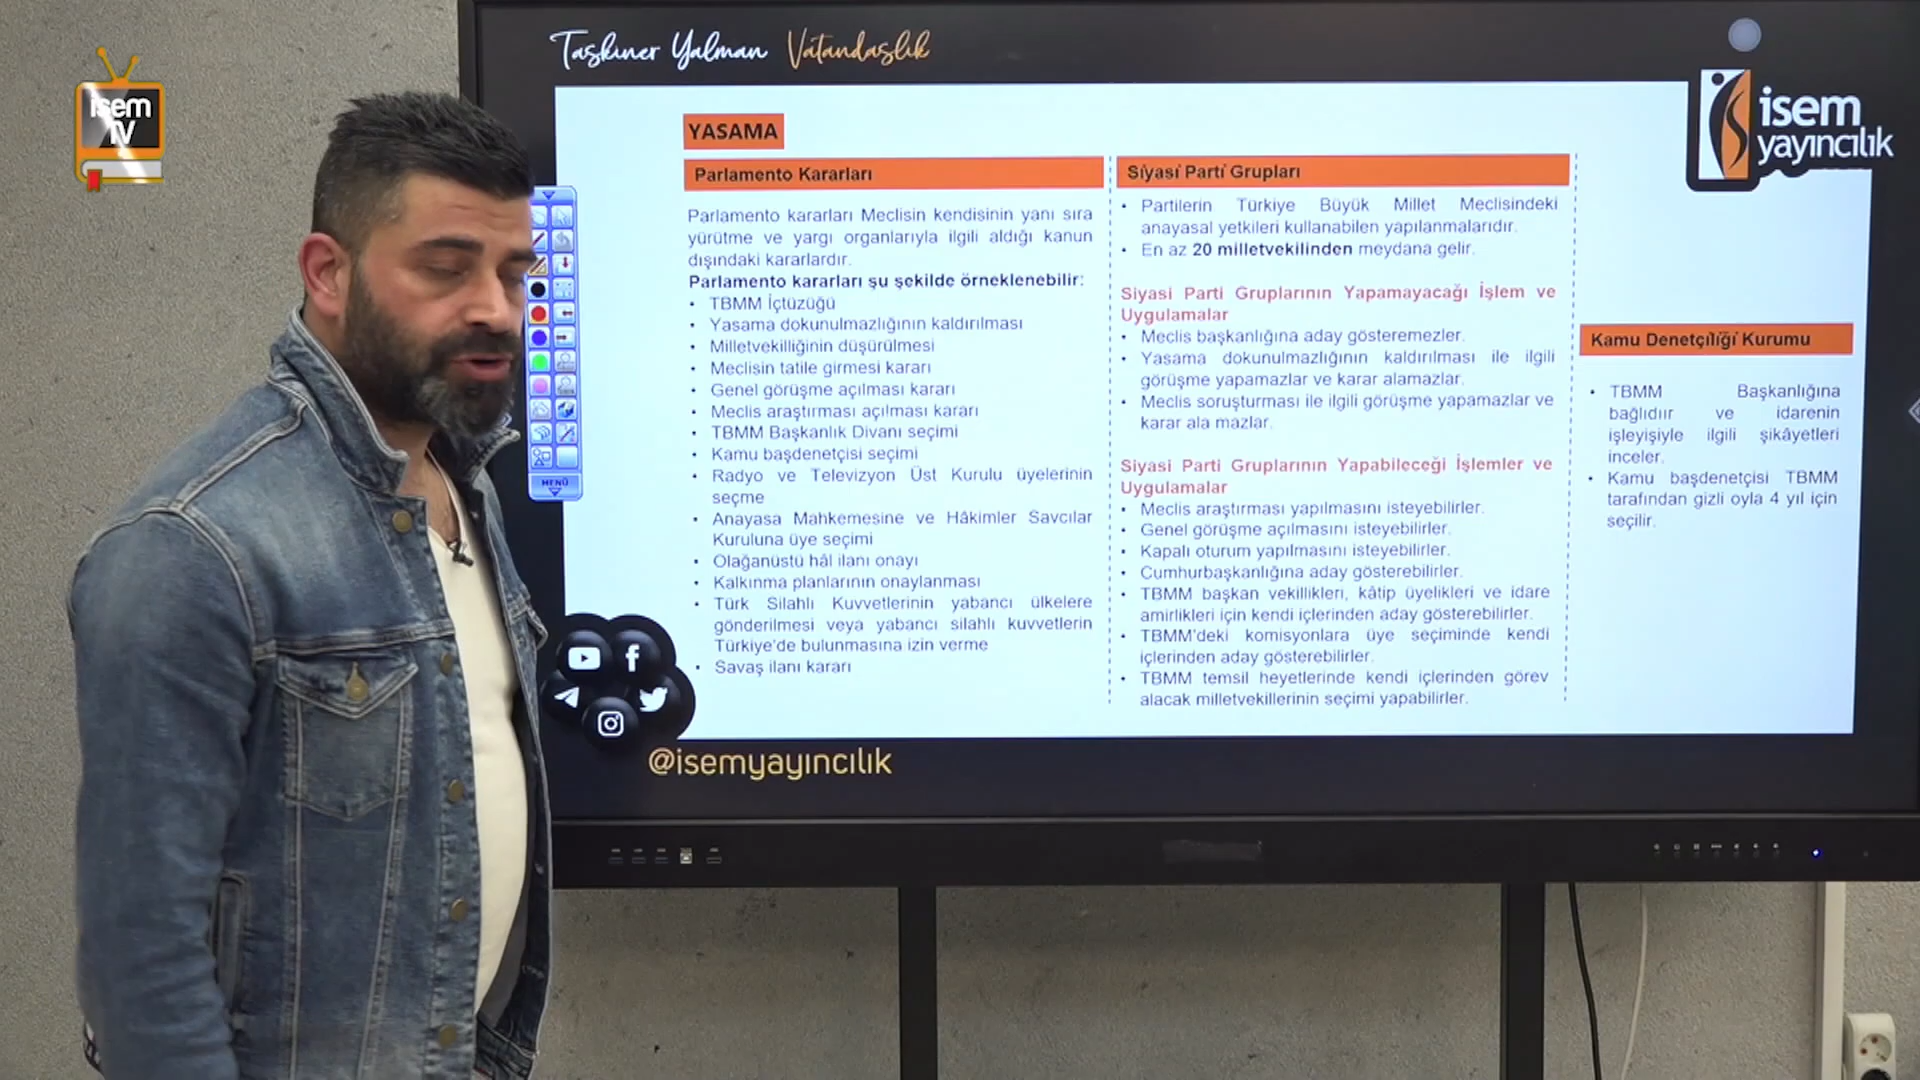 isem
TV
Taşkıner Yalman Vatandaşlık
isem
yayıncılık
YASAMA
Parlamento Kararları
Parlamento kararları Meclisin kendisinin yanı sıra
yürütme ve yargı organlarıyla ilgili aldığı kanun
dışındaki kararlardır.
Parlamento kararları şu şekilde örneklenebilir:
• TBMM İçtüzüğü
• Yasama dokunulmazlığının kaldırılması
• Milletvekilliğinin düşürülmesi
• Meclisin tatile girmesi kararı
• Genel görüşme açılması kararı
• Meclis araştırması açılması kararı
• TBMM Başkanlık Divanı seçimi
• Kamu başdenetçisi seçimi
• Radyo ve Televizyon Üst Kurulu üyelerinin
seçme
• Anayasa Mahkemesine ve Hâkimler Savcılar
Kuruluna üye seçimi
• Olağanüstü hâl ilanı onayı
• Kalkınma planlarının onaylanması
• Türk Silahlı Kuvvetlerinin yabancı ülkelere
gönderilmesi veya yabancı silahlı kuvvetlerin
Türkiye'de bulunmasına izin verme
• Savaş ilanı kararı
Siyasi Parti Grupları
• Partilerin Türkiye Büyük Millet Meclisindeki
anayasal yetkileri kullanabilen yapılanmalarıdır.
• En az 20 milletvekilinden meydana gelir.
Siyasi Parti Gruplarının Yapamayacağı İşlem ve
Uygulamalar
• Meclis başkanlığına aday gösteremezler.
• Yasama dokunulmazlığının kaldırılması ile ilgili
görüşme yapamazlar ve karar alamazlar.
• Meclis soruşturması ile ilgili görüşme yapamazlar ve
karar ala mazlar.
Siyasi Parti Gruplarının Yapabileceği İşlemler ve
Uygulamalar
• Meclis araştırması yapılmasını isteyebilirler.
• Genel görüşme açılmasını isteyebilirler.
• Kapalı oturum yapılmasını isteyebilirler.
• Cumhurbaşkanlığına aday gösterebilirler.
• TBMM başkan vekillikleri, kâtip üyelikleri ve idare
amirlikleri için kendi içlerinden aday gösterebilirler.
• TBMM'deki komisyonlara üye seçiminde kendi
içlerinden aday gösterebilirler.
• TBMM temsil heyetlerinde kendi içlerinden görev
alacak milletvekillerinin seçimi yapabilirler.
Kamu Denetçiliği Kurumu
• TBMM Başkanlığına
bağlıdıır ve idarenin
işleyişiyle ilgili şikâyetleri
inceler.
• Kamu başdenetçisi TBMM
tarafından gizli oyla 4 yıl için
seçilir.
MENÜ
@isemyayıncılık